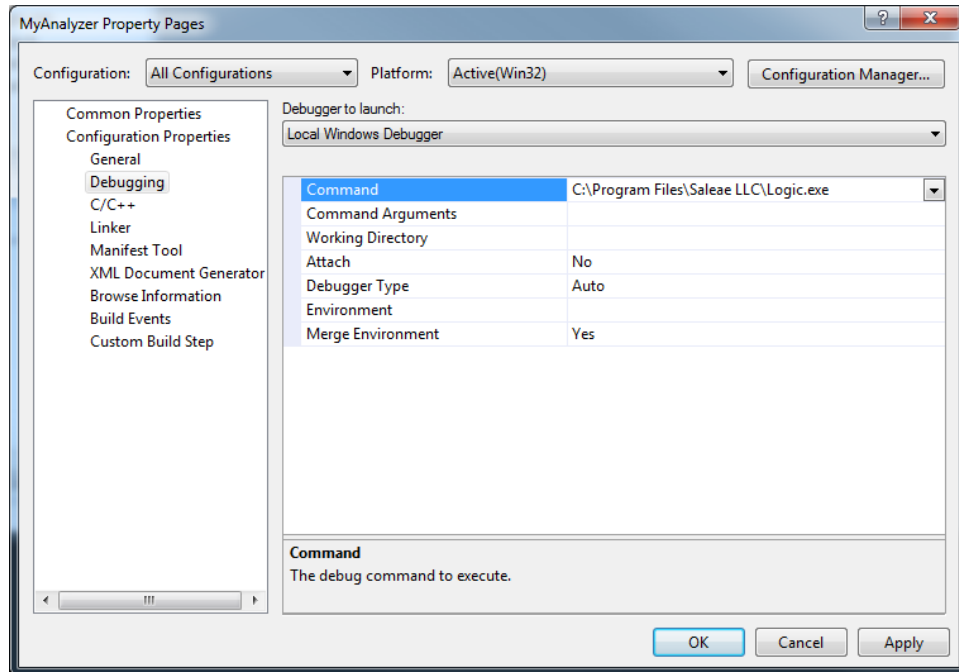 MyAnalyzer Property Pages
Configuration: All Configurations Platform: Active(Win32) Configuration Manager...
Common Properties
Configuration Properties
General
Debugging
C/C++
Linker
Manifest Tool
XML Document Generator
Browse Information
Build Events
Custom Build Step
Debugger to launch:
Local Windows Debugger
Command C:\Program Files\Saleae LLC\Logic.exe
Command Arguments
Working Directory
Attach No
Debugger Type Auto
Environment
Merge Environment Yes
Command
The debug command to execute.
OK Cancel Apply